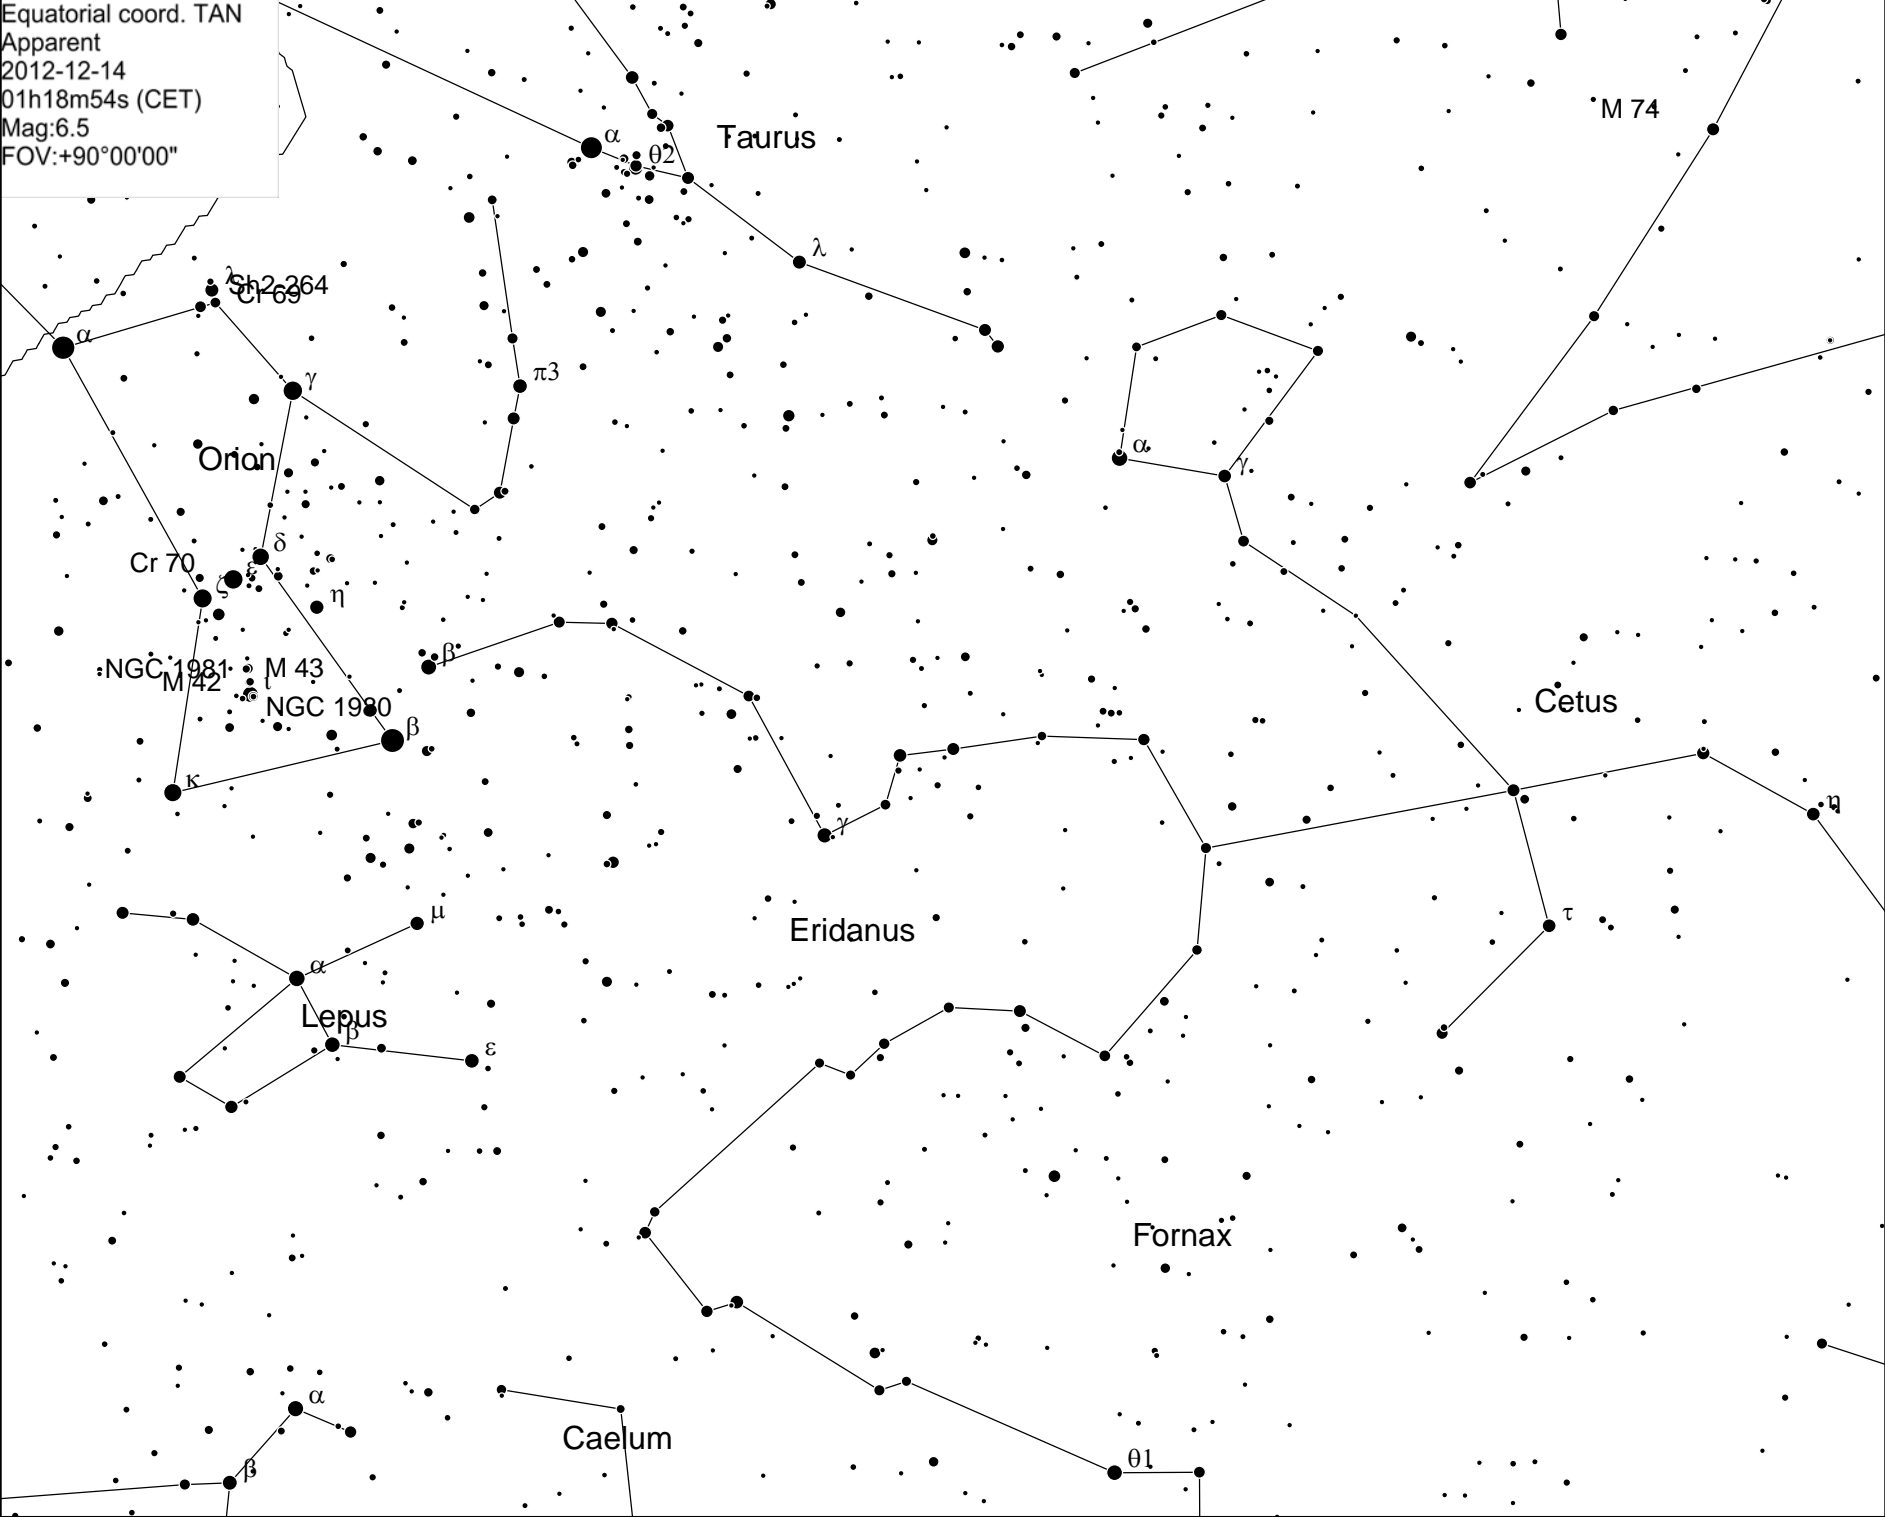 Equatorial coord. TAN
Apparent
2012-12-14
01h18m54s (CET)
Mag:6.5
FOV:+90°00'00"
M 74
Taurus
α
θ2
λ
λ
Sh2-264
Cr 69
α
γ
π3
α
γ
Orion
δ
Cr 70
ε
ζ
η
β
NGC 1981
M 43
M 42
ι
NGC 1980
Cetus
β
κ
γ
η
μ
Eridanus
τ
α
Lepus
β
ε
Fornax
α
Caelum
θ1
β